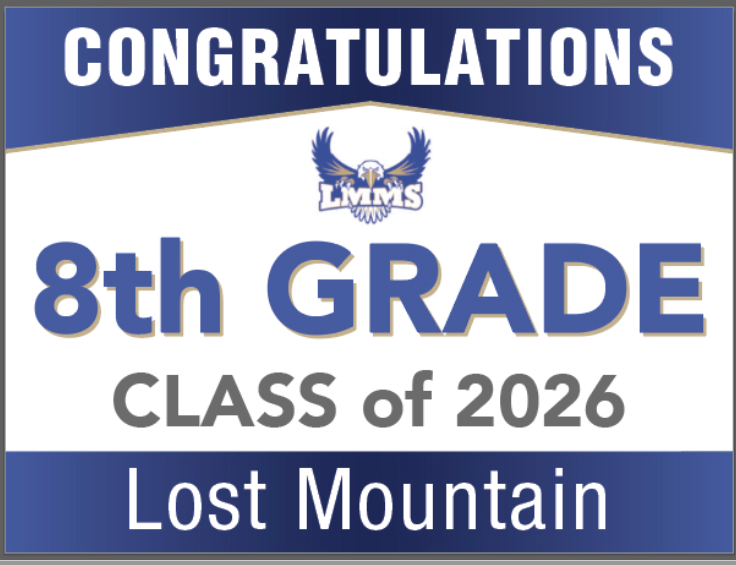 CONGRATULATIONS
LMMS
8th GRADE
CLASS of 2026
Lost Mountain